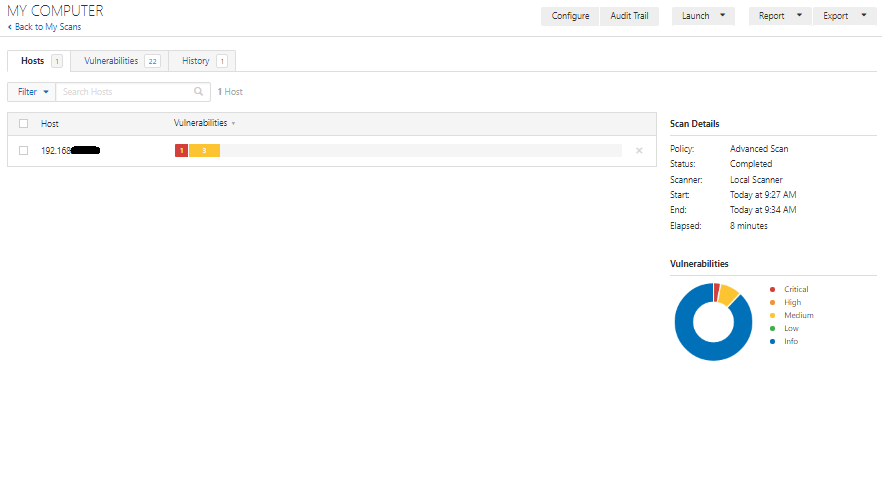 MY COMPUTER
Back to My Scans
Configure Audit Trail Launch Report Export
Hosts 1 Vulnerabilities 22 History 1
Filter Search Hosts 1 Host
Host Vulnerabilities
192.168
1 3
Scan Details
Policy: Advanced Scan
Status: Completed
Scanner: Local Scanner
Start: Today at 9:27 AM
End: Today at 9:34 AM
Elapsed: 8 minutes
Vulnerabilities
Critical
High
Medium
Low
Info